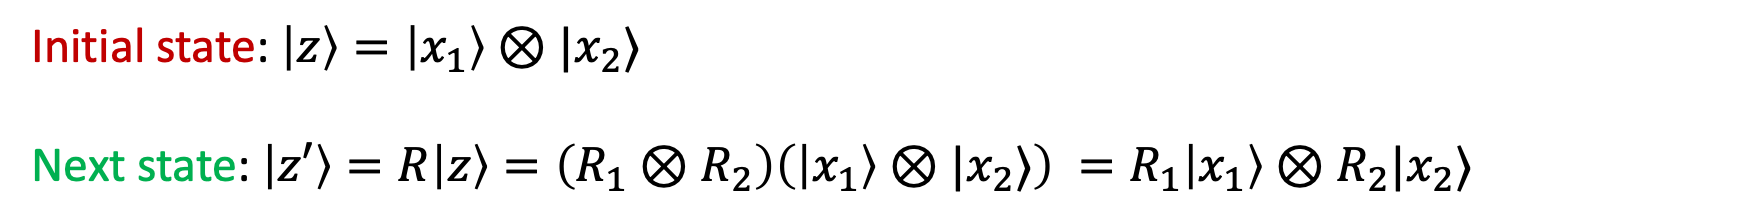 Initial state: |z⟩ = |x₁⟩ ⊗ |x₂⟩
Next state: |z′⟩ = R|z⟩ = (R₁ ⊗ R₂)(|x₁⟩ ⊗ |x₂⟩) = R₁|x₁⟩ ⊗ R₂|x₂⟩